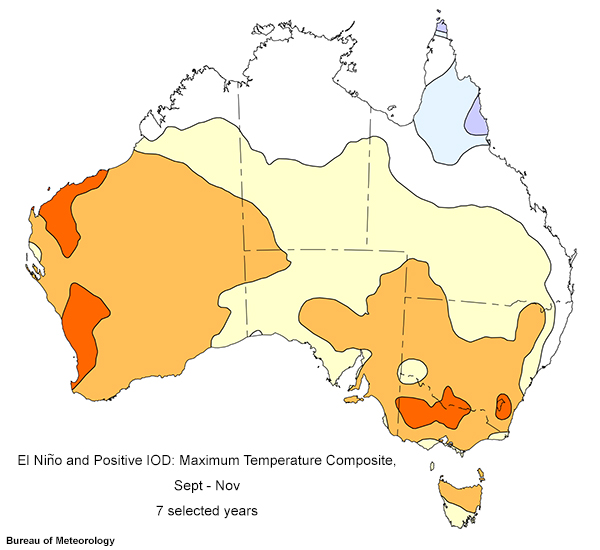 El Niño and Positive IOD: Maximum Temperature Composite,
Sept - Nov
7 selected years
Bureau of Meteorology